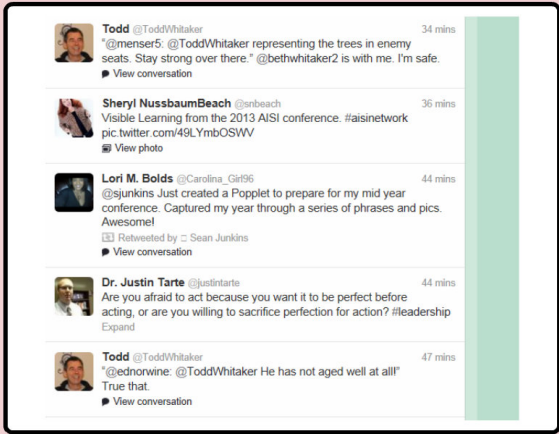 Todd @ToddWhitaker 34 mins
"@menser5: @ToddWhitaker representing the trees in enemy
seats. Stay strong over there." @bethwhitaker2 is with me. I'm safe.
View conversation
Sheryl NussbaumBeach @snbeach 36 mins
Visible Learning from the 2013 AISI conference. #aisinetwork
pic.twitter.com/49LYmbOSWV
View photo
Lori M. Bolds @Carolina_Girl96 44 mins
@sjunkins Just created a Popplet to prepare for my mid year
conference. Captured my year through a series of phrases and pics.
Awesome!
Retweeted by Sean Junkins
View conversation
Dr. Justin Tarte @justintarte 44 mins
Are you afraid to act because you want it to be perfect before
acting, or are you willing to sacrifice perfection for action? #leadership
Expand
Todd @ToddWhitaker 47 mins
"@ednorwine: @ToddWhitaker He has not aged well at all!"
True that.
View conversation